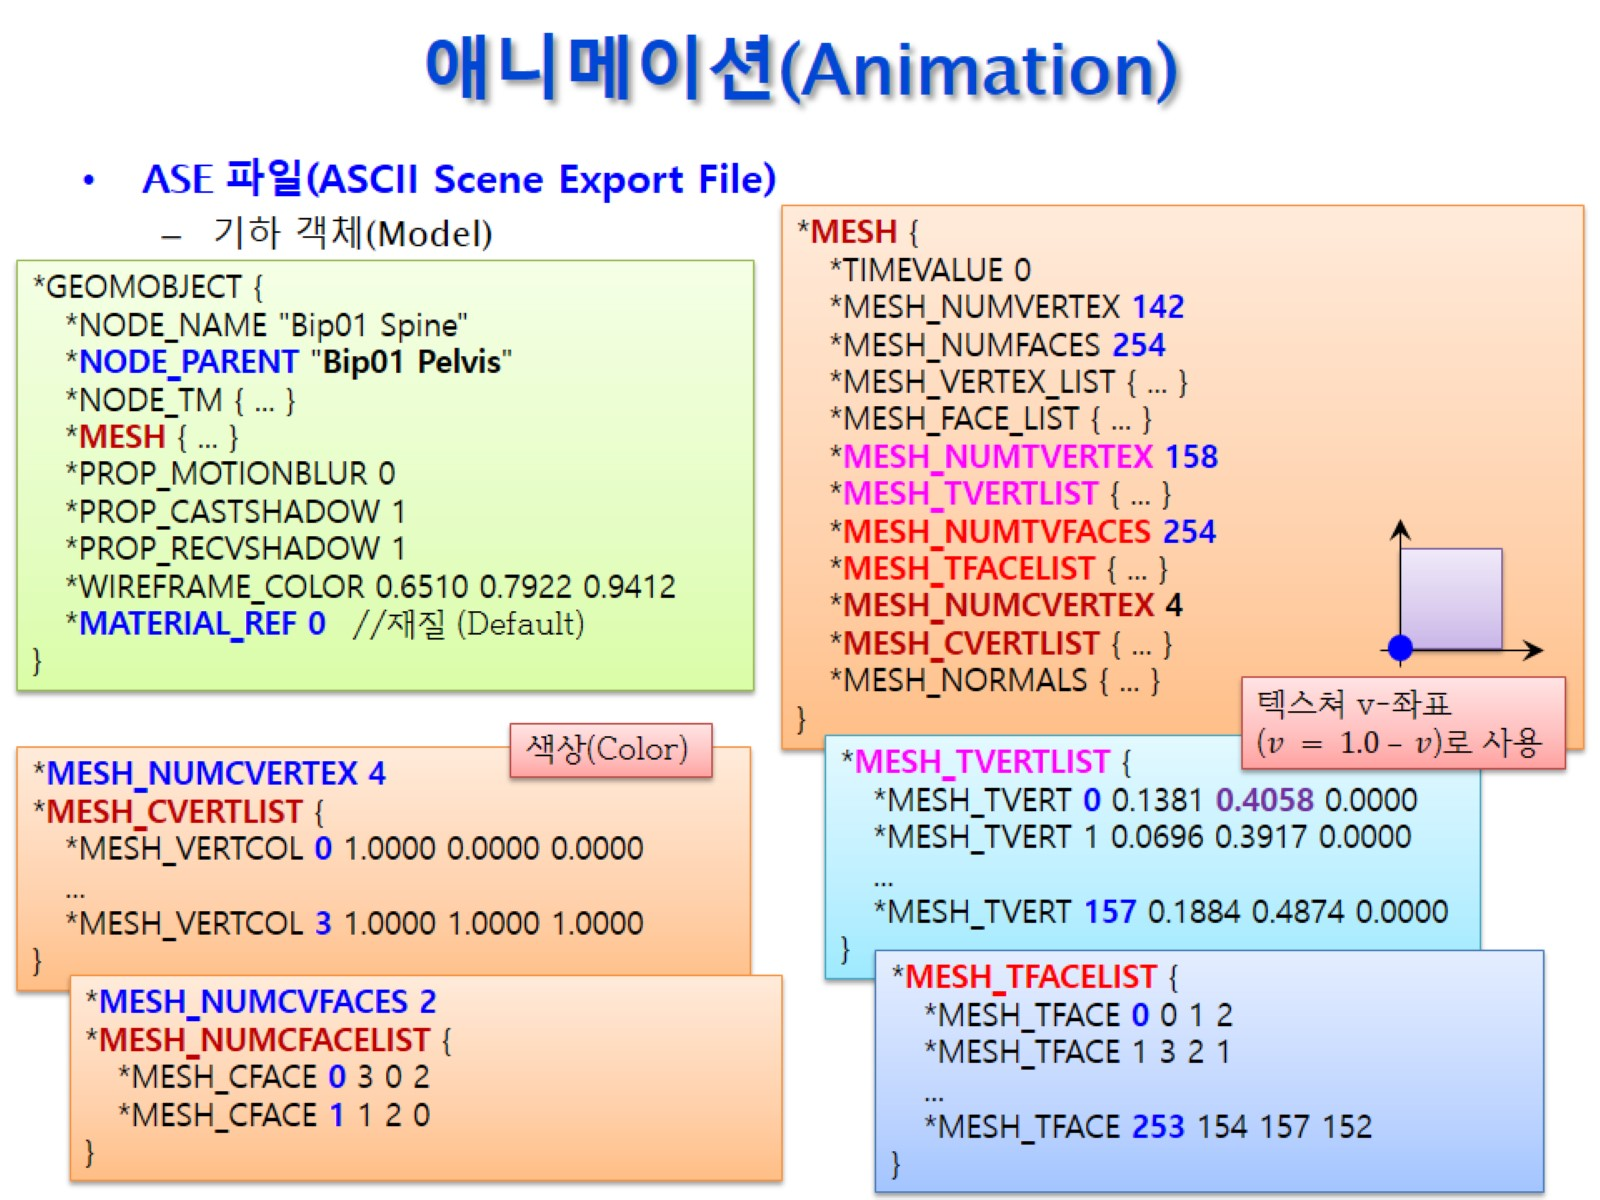 애니메이션(Animation)
• ASE 파일(ASCII Scene Export File)
– 기하 객체(Model)
*GEOMOBJECT {
*NODE_NAME "Bip01 Spine"
*NODE_PARENT "Bip01 Pelvis"
*NODE_TM { ... }
*MESH { ... }
*PROP_MOTIONBLUR 0
*PROP_CASTSHADOW 1
*PROP_RECVSHADOW 1
*WIREFRAME_COLOR 0.6510 0.7922 0.9412
*MATERIAL_REF 0 //재질 (Default)
}
*MESH {
*TIMEVALUE 0
*MESH_NUMVERTEX 142
*MESH_NUMFACES 254
*MESH_VERTEX_LIST { ... }
*MESH_FACE_LIST { ... }
*MESH_NUMTVERTEX 158
*MESH_TVERTLIST { ... }
*MESH_NUMTVFACES 254
*MESH_TFACELIST { ... }
*MESH_NUMCVERTEX 4
*MESH_CVERTLIST { ... }
*MESH_NORMALS { ... }
}
텍스쳐 v-좌표
(v = 1.0 – v)로 사용
색상(Color)
*MESH_NUMCVERTEX 4
*MESH_CVERTLIST {
*MESH_VERTCOL 0 1.0000 0.0000 0.0000
...
*MESH_VERTCOL 3 1.0000 1.0000 1.0000
}
*MESH_NUMCVFACES 2
*MESH_NUMCFACELIST {
*MESH_CFACE 0 3 0 2
*MESH_CFACE 1 1 2 0
}
*MESH_TVERTLIST {
*MESH_TVERT 0 0.1381 0.4058 0.0000
*MESH_TVERT 1 0.0696 0.3917 0.0000
...
*MESH_TVERT 157 0.1884 0.4874 0.0000
}
*MESH_TFACELIST {
*MESH_TFACE 0 0 1 2
*MESH_TFACE 1 3 2 1
...
*MESH_TFACE 253 154 157 152
}